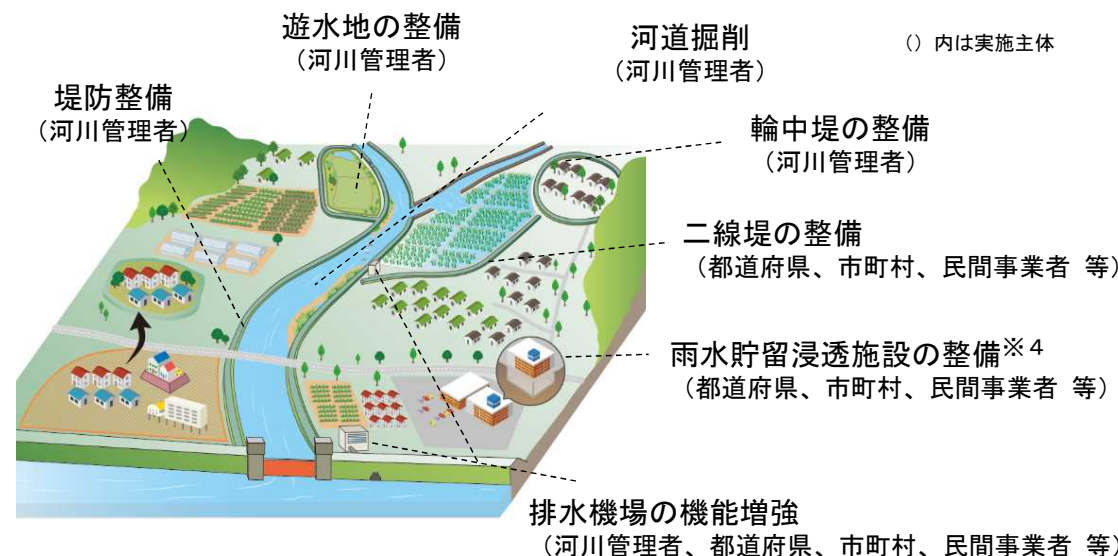 遊水地の整備
（河川管理者）
河道掘削
（河川管理者）
（）内は実施主体
堤防整備
（河川管理者）
輪中堤の整備
（河川管理者）
二線堤の整備
（都道府県、市町村、民間事業者 等）
雨水貯留浸透施設の整備※４
（都道府県、市町村、民間事業者 等）
排水機場の機能増強
（河川管理者、都道府県、市町村、民間事業者 等）